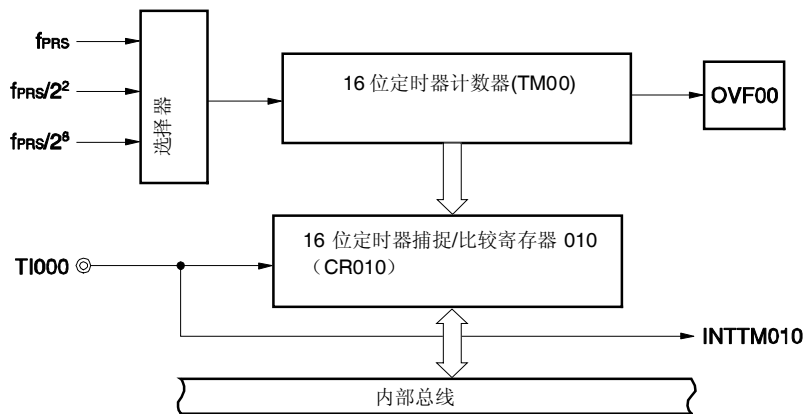 fPRS
fPRS/2²
fPRS/2⁸
选择器
16 位定时器计数器(TM00)
OVF00
16 位定时器捕捉/比较寄存器 010
（CR010）
TI000
INTTM010
内部总线